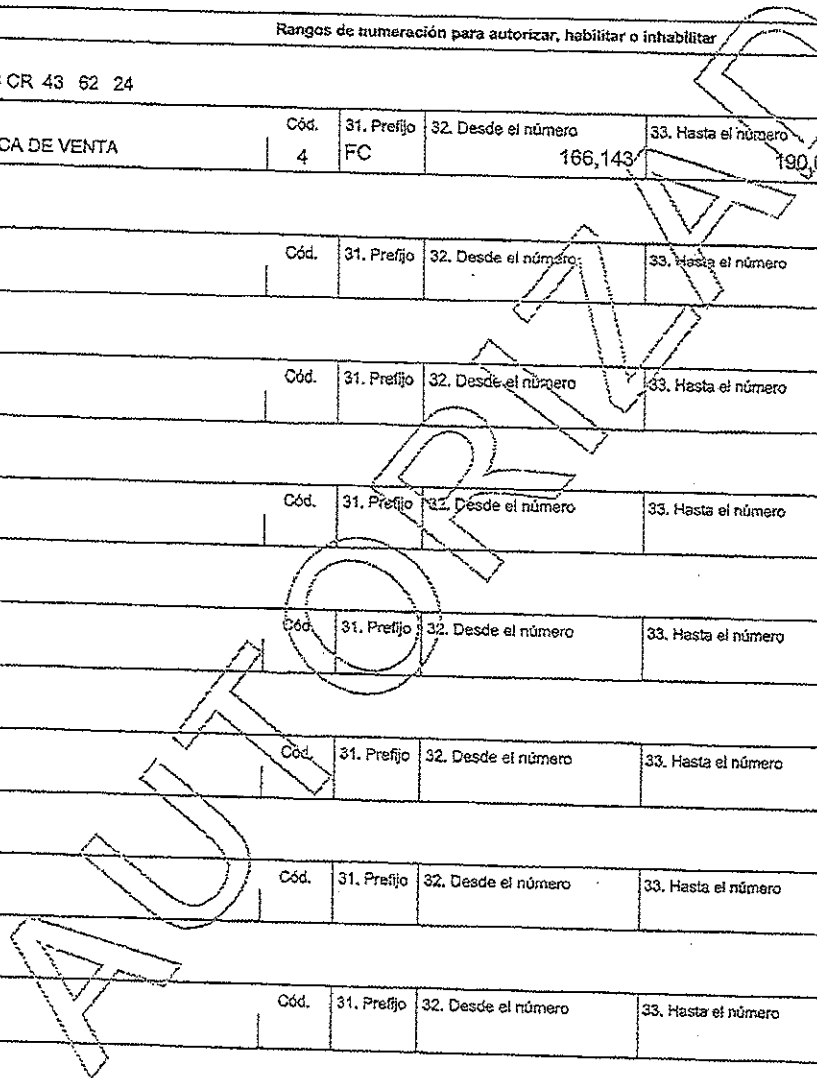 Rangos de numeración para autorizar, habilitar o inhabilitar
CR 43 62 24
CA DE VENTA
Cód. 31. Prefijo 32. Desde el número 33. Hasta el número
4 FC 166,143 190,0
Cód. 31. Prefijo 32. Desde el número 33. Hasta el número
Cód. 31. Prefijo 32. Desde el número 33. Hasta el número
Cód. 31. Prefijo 32. Desde el número 33. Hasta el número
Cód. 31. Prefijo 32. Desde el número 33. Hasta el número
Cód. 31. Prefijo 32. Desde el número 33. Hasta el número
Cód. 31. Prefijo 32. Desde el número 33. Hasta el número
Cód. 31. Prefijo 32. Desde el número 33. Hasta el número
AUTORIZAD